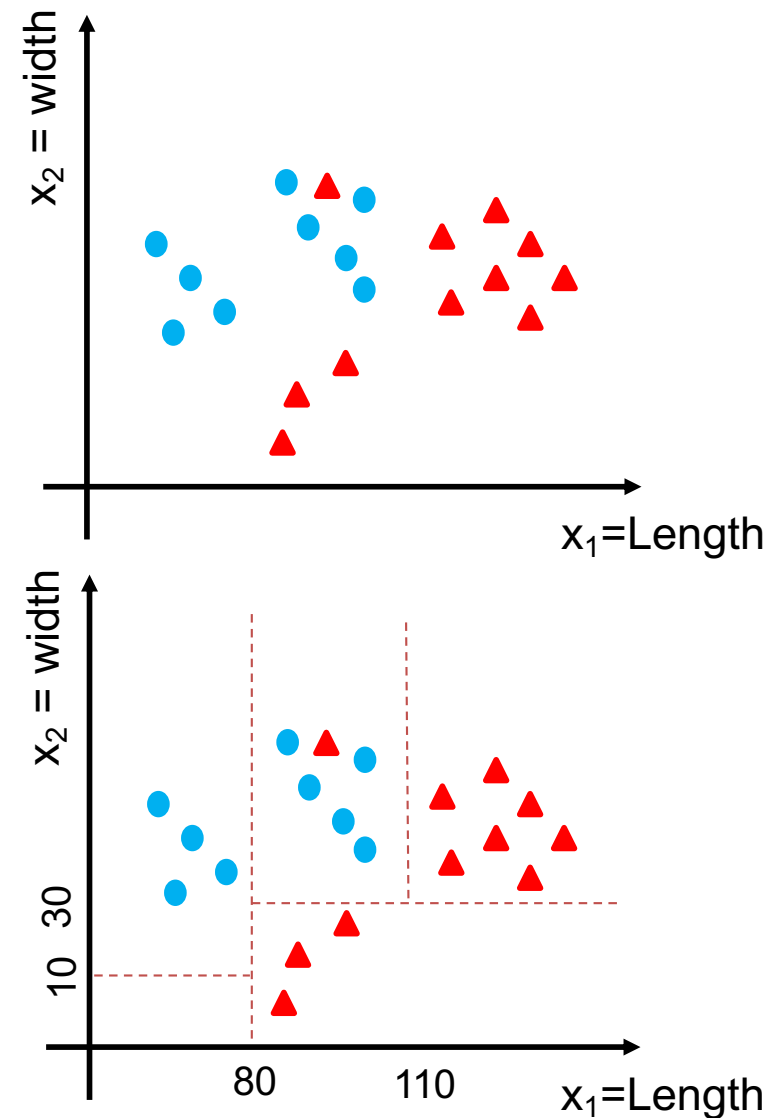 x₂ = width
x₁=Length
x₂ = width
30
10
80
110
x₁=Length